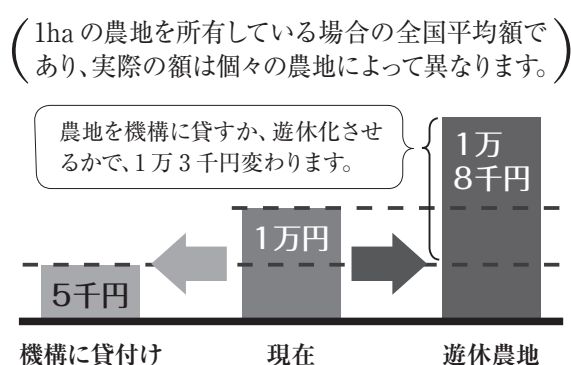 1haの農地を所有している場合の全国平均額で
あり、実際の額は個々の農地によって異なります。
農地を機構に貸すか、遊休化させ
るかで、1万3千円変わります。
1万
8千円
1万円
5千円
機構に貸付け 現在 遊休農地